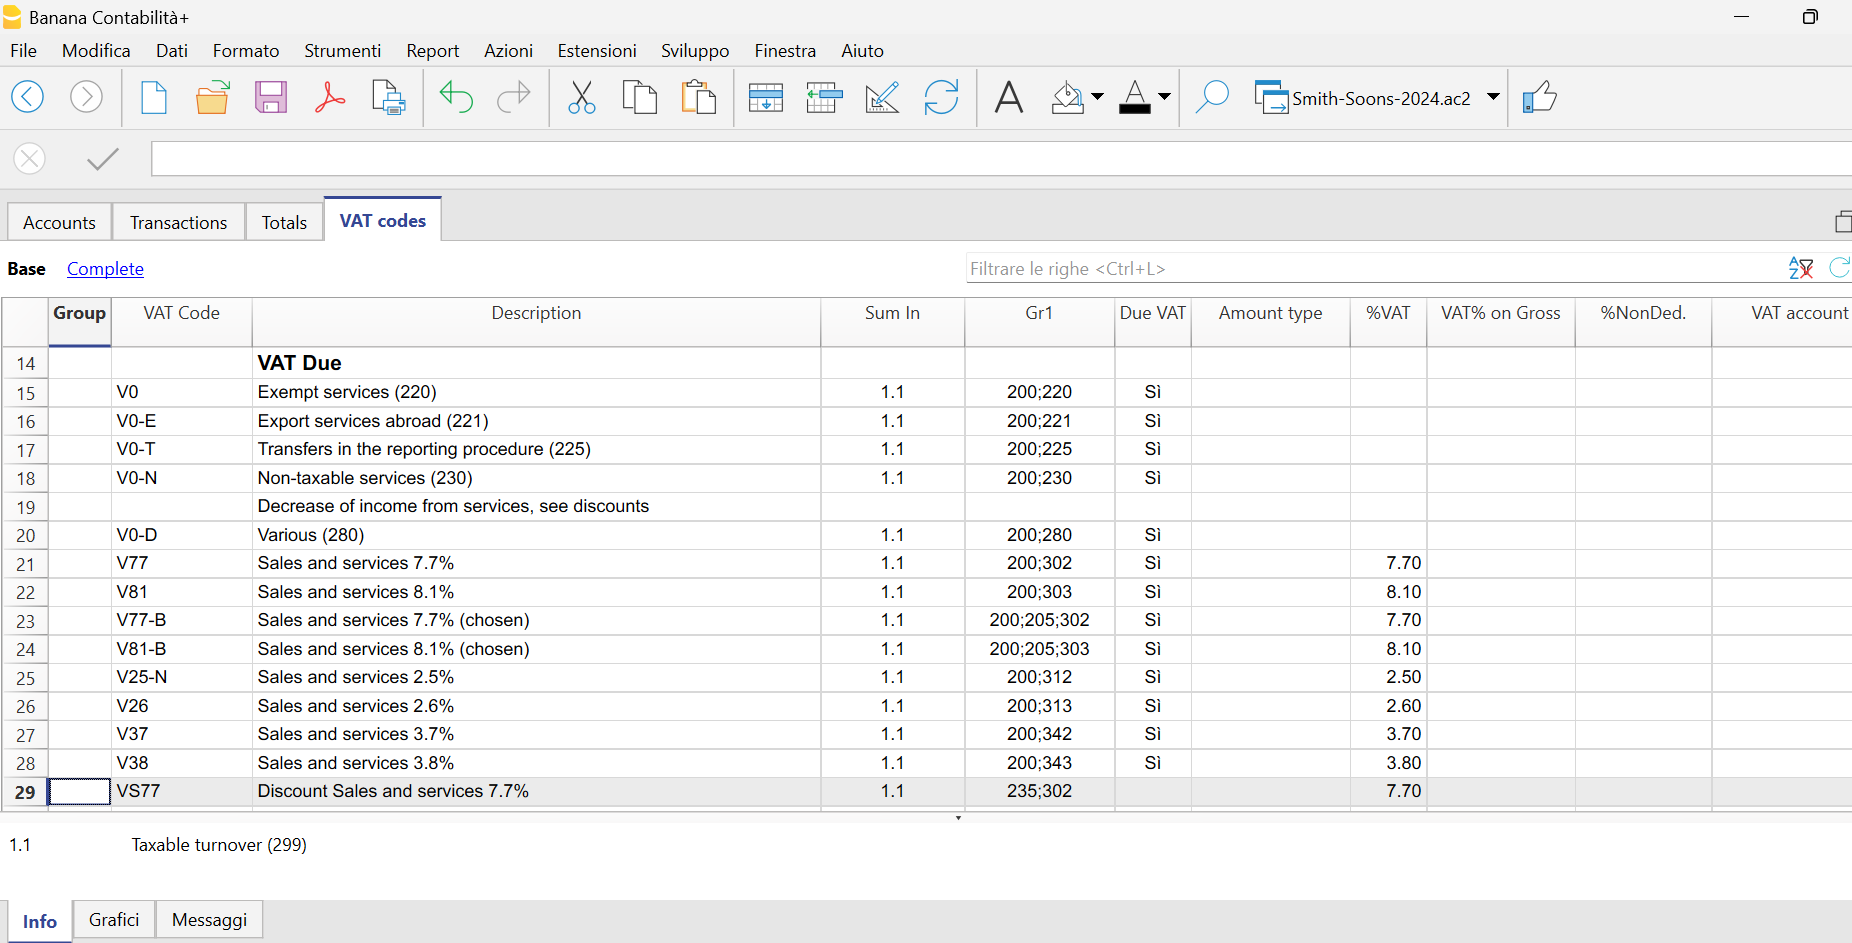 Banana Contabilità+
File Modifica Dati Formato Strumenti Report Azioni Estensioni Sviluppo Finestra Aiuto
A A Smith-Soons-2024.ac2
Accounts Transactions Totals VAT codes
Base Complete Filtrare le righe <Ctrl+L> AZ
Group VAT Code Description Sum In Gr1 Due VAT Amount type %VAT VAT% on Gross %NonDed. VAT account
14 VAT Due
15 V0 Exempt services (220) 1.1 200;220 Sì
16 V0-E Export services abroad (221) 1.1 200;221 Sì
17 V0-T Transfers in the reporting procedure (225) 1.1 200;225 Sì
18 V0-N Non-taxable services (230) 1.1 200;230 Sì
19 Decrease of income from services, see discounts
20 V0-D Various (280) 1.1 200;280 Sì
21 V77 Sales and services 7.7% 1.1 200;302 Sì 7.70
22 V81 Sales and services 8.1% 1.1 200;303 Sì 8.10
23 V77-B Sales and services 7.7% (chosen) 1.1 200;205;302 Sì 7.70
24 V81-B Sales and services 8.1% (chosen) 1.1 200;205;303 Sì 8.10
25 V25-N Sales and services 2.5% 1.1 200;312 Sì 2.50
26 V26 Sales and services 2.6% 1.1 200;313 Sì 2.60
27 V37 Sales and services 3.7% 1.1 200;342 Sì 3.70
28 V38 Sales and services 3.8% 1.1 200;343 Sì 3.80
29 VS77 Discount Sales and services 7.7% 1.1 235;302 7.70
1.1 Taxable turnover (299)
Info Grafici Messaggi